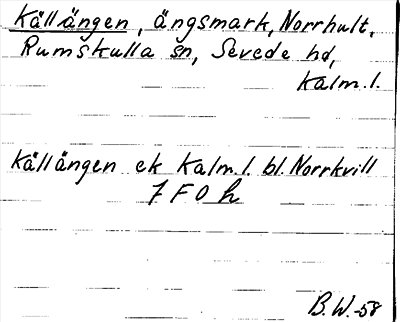 Källängen, ängsmark, Norrhult,
Rumskulla sn, Sevede hd,
Kalm.l.
Källängen ek Kalm.l. bl. Norrkvill
7 F 0 h
B.W.-58